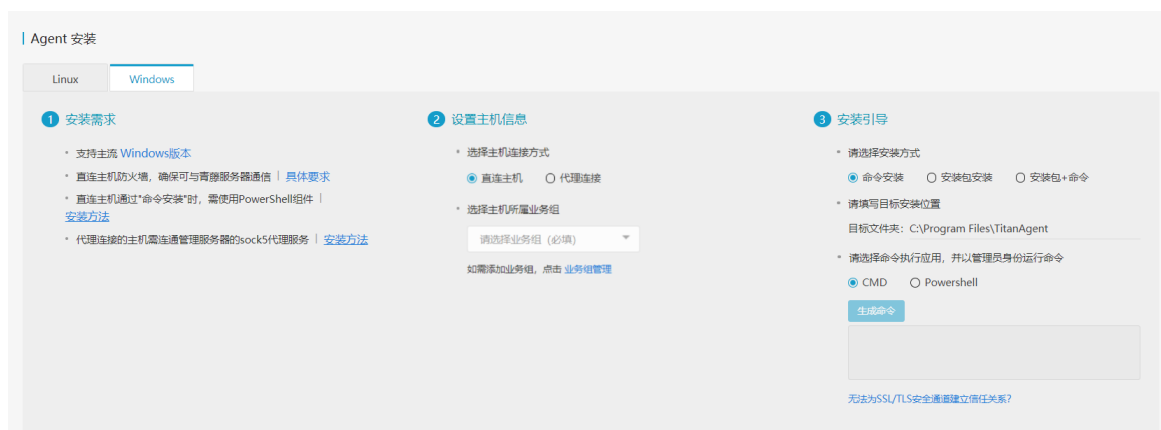 Agent 安装
Linux
Windows
1 安装需求
支持主流 Windows版本
直连主机防火墙，确保可与青藤服务器通信 | 具体要求
直连主机通过"命令安装"时，需使用PowerShell组件 |
安装方法
代理连接的主机需连通管理服务器的sock5代理服务 | 安装方法
2 设置主机信息
选择主机连接方式
直连主机 代理连接
选择主机所属业务组
请选择业务组（必填）
如需添加业务组，点击 业务组管理
3 安装引导
请选择安装方式
命令安装 安装包安装 安装包+命令
请填写目标安装位置
目标文件夹：C:\Program Files\TitanAgent
请选择命令执行应用，并以管理员身份运行命令
CMD Powershell
生成命令
无法为SSL/TLS安全通道建立信任关系?